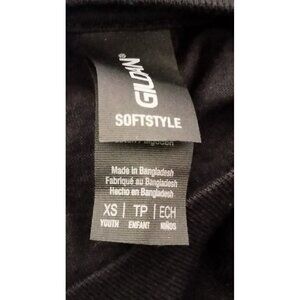 GILDAN®
SOFTSTYLE
Made in Bangladesh
Fabriqué au Bangladesh
Hecho en Bangladesh
XS | TP | ECH
YOUTH ENFANT NIÑOS